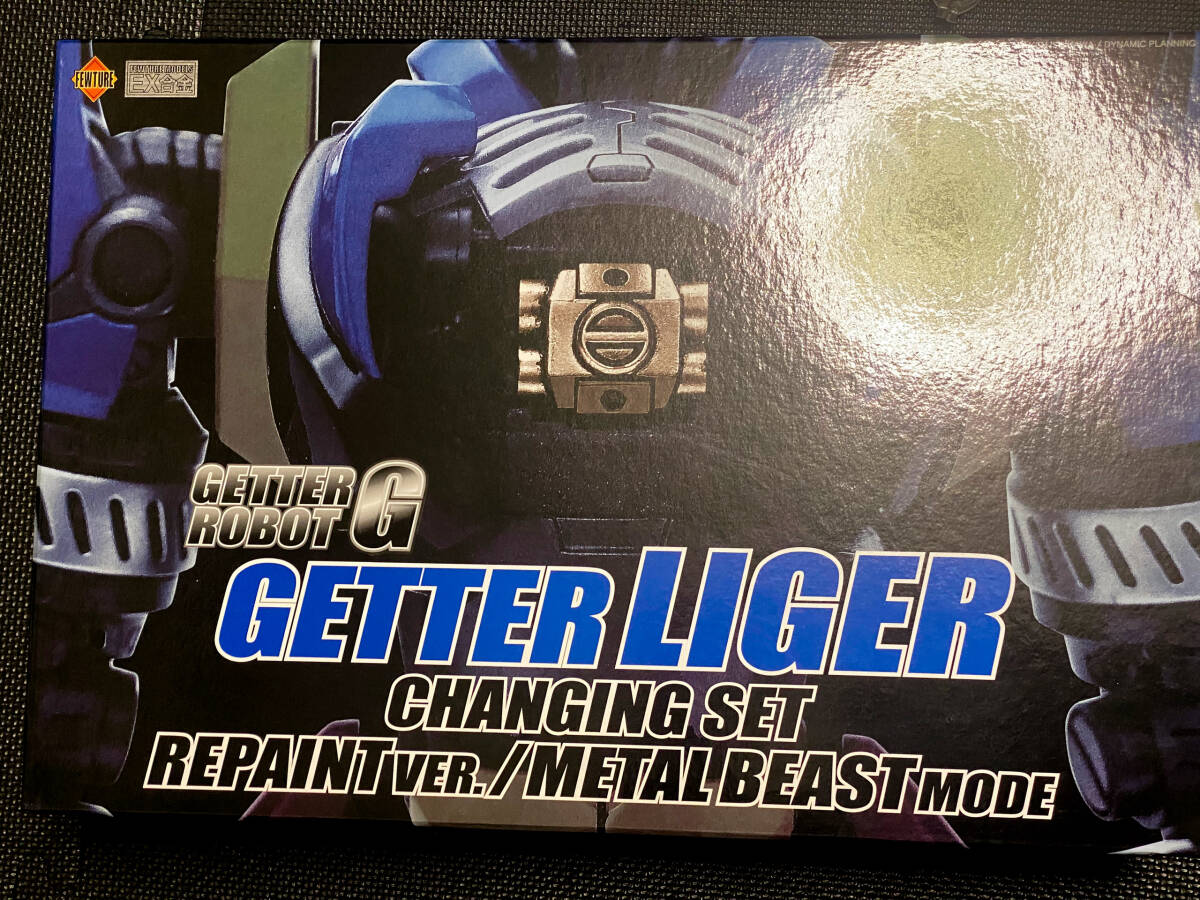 DYNAMIC PLANNING
FEWTURE
FEWTURE MODELS
EX合金
GETTER
ROBOT G
GETTER LIGER
CHANGING SET
REPAINT VER. / METAL BEAST MODE